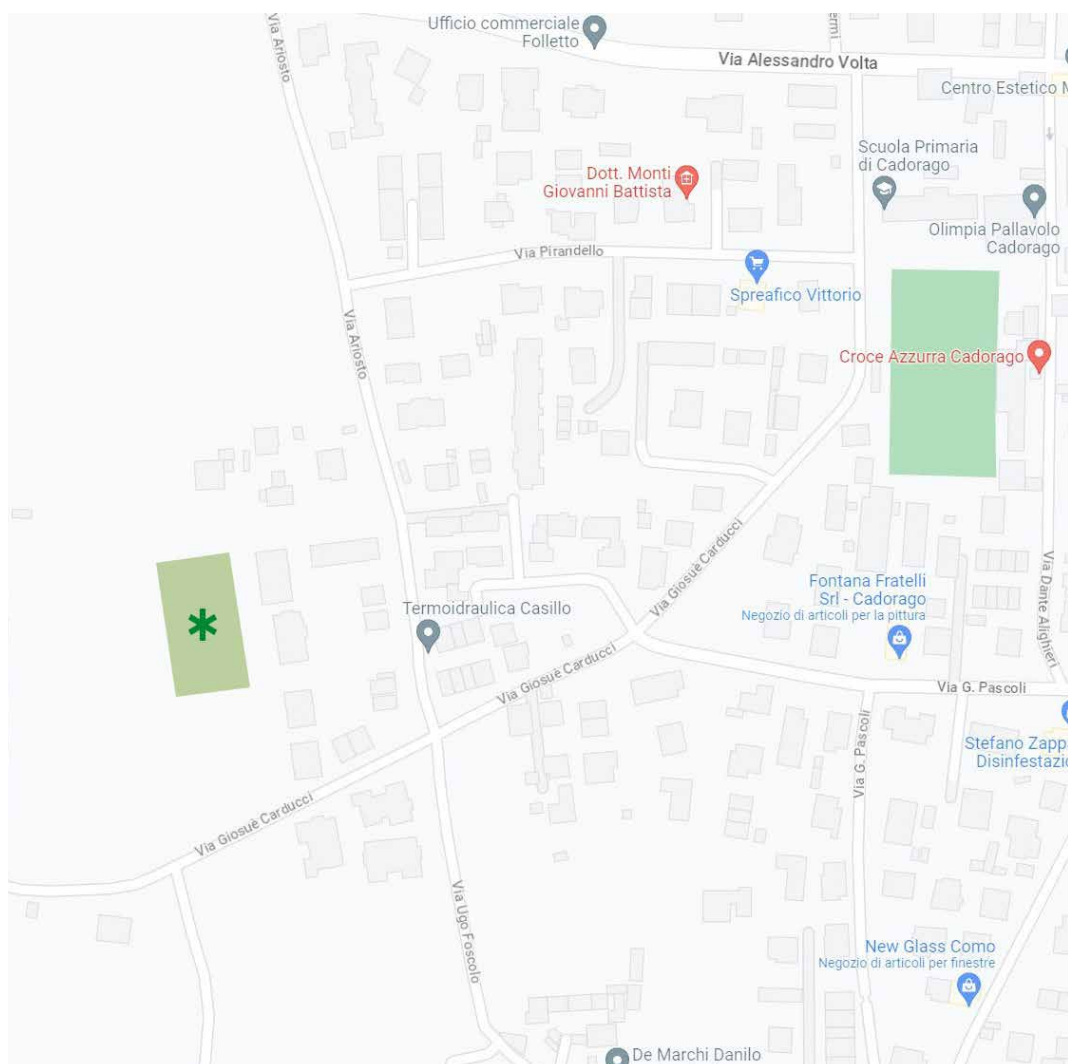 Ufficio commerciale
Folletto
Via Ariosto
Via Alessandro Volta
Centro Estetico
Scuola Primaria
di Cadorago
Dott. Monti
Giovanni Battista
Olimpia Pallavolo
Cadorago
Via Pirandello
Spreafico Vittorio
Via Ariosto
Croce Azzurra Cadorago
Via Giosuè Carducci
Via Dante Alighieri
Fontana Fratelli
Srl - Cadorago
Negozio di articoli per la pittura
Termoidraulica Casillo
*
Via Giosuè Carducci
Via G. Pascoli
Via G. Pascoli
Stefano
Via Giosuè Carducci
Via Ugo Foscolo
New Glass Como
Negozio di articoli per finestre
De Marchi Danilo